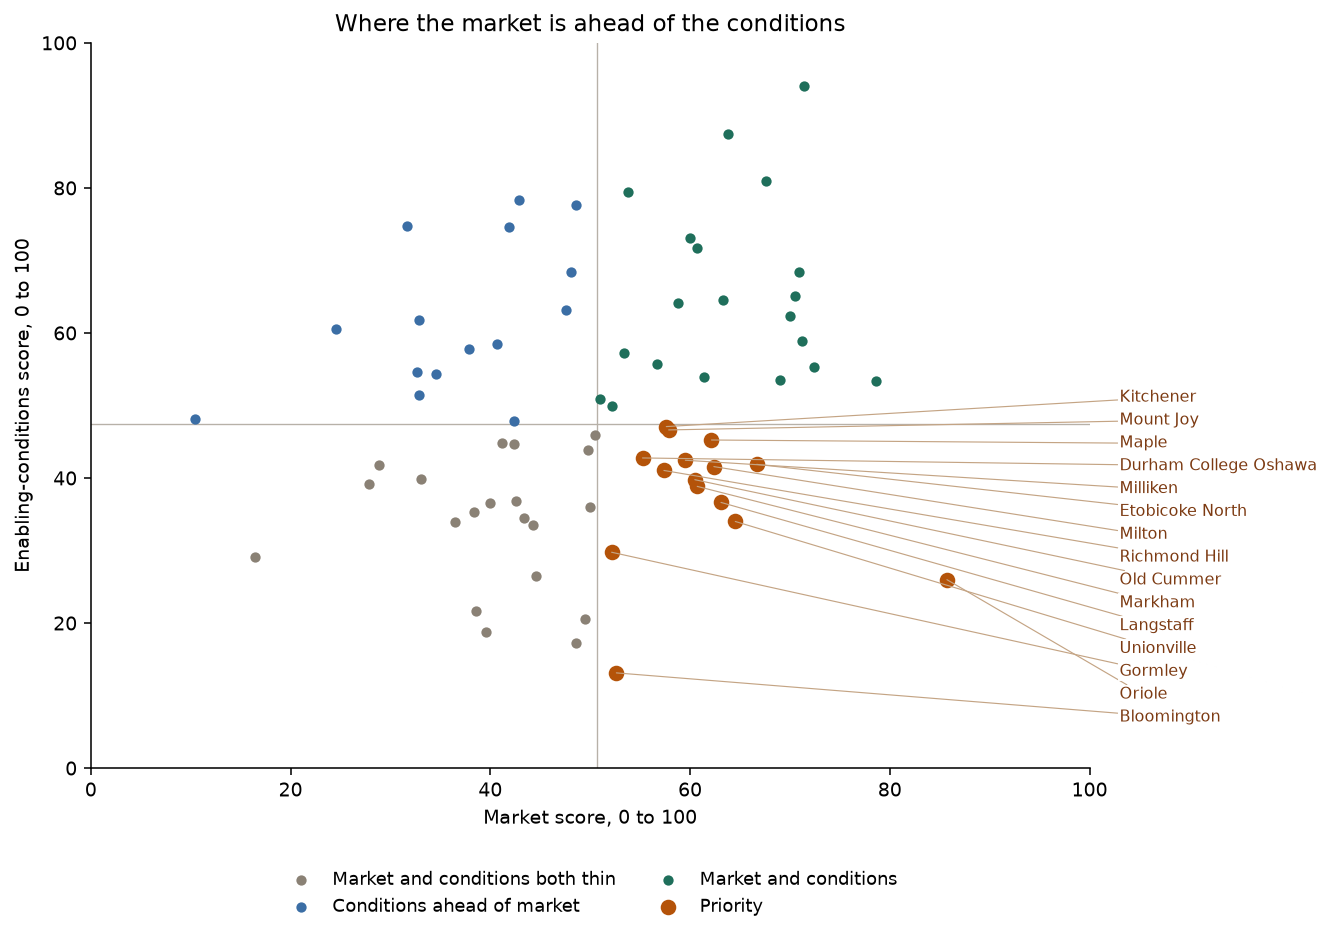 Where the market is ahead of the conditions
100
80
60
40
20
0
Enabling-conditions score, 0 to 100
Kitchener
Mount Joy
Maple
Durham College Oshawa
Milliken
Etobicoke North
Milton
Richmond Hill
Old Cummer
Markham
Langstaff
Unionville
Gormley
Oriole
Bloomington
0 20 40 60 80 100
Market score, 0 to 100
Market and conditions both thin
Market and conditions
Conditions ahead of market
Priority